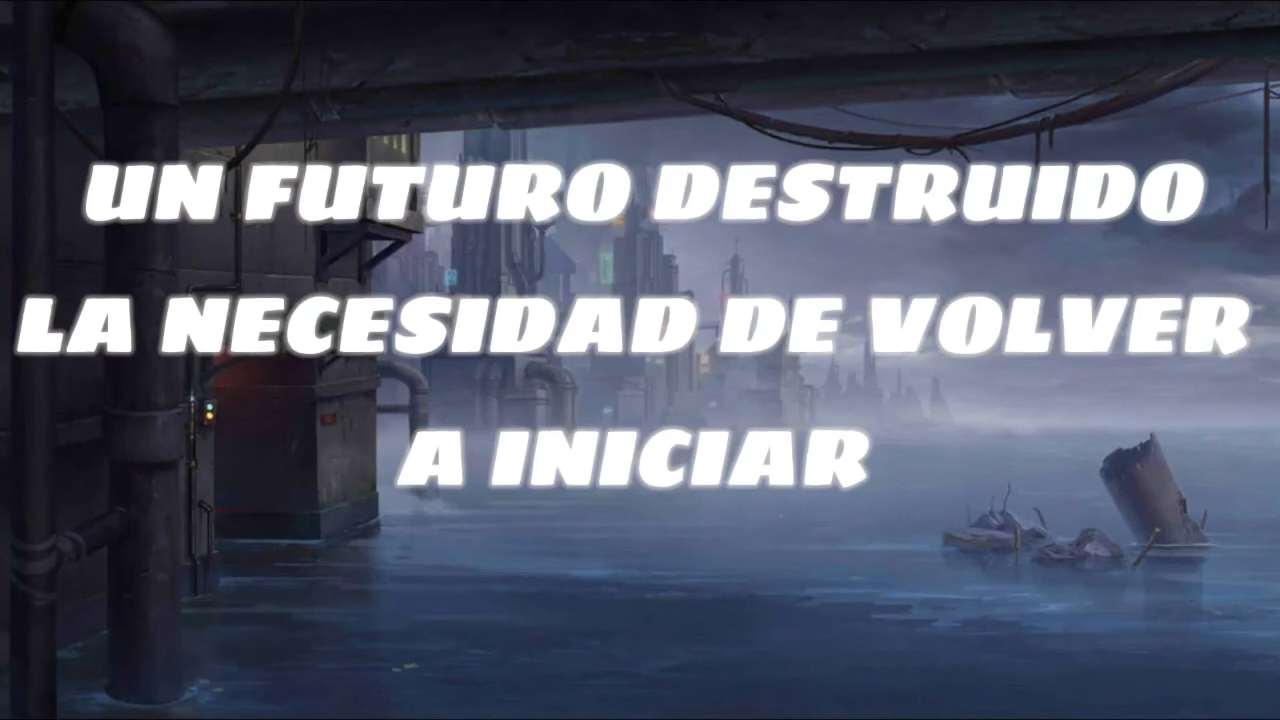 UN FUTURO DESTRUIDO
LA NECESIDAD DE VOLVER
A INICIAR